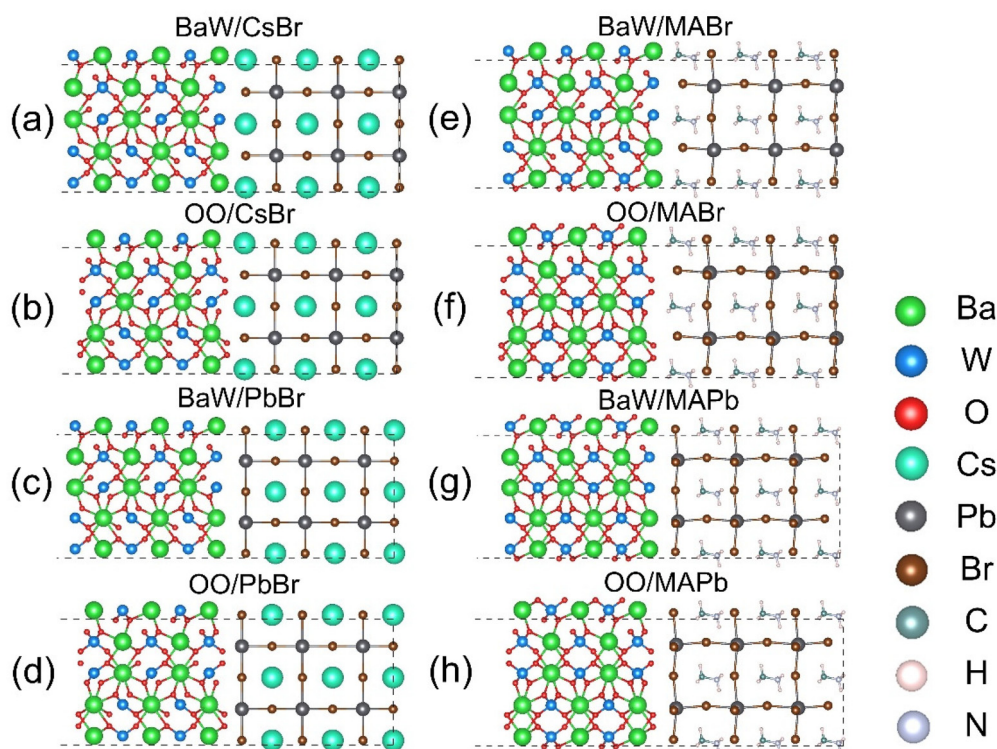 BaW/CsBr
(a)
OO/CsBr
(b)
BaW/PbBr
(c)
OO/PbBr
(d)
BaW/MABr
(e)
OO/MABr
(f)
BaW/MAPb
(g)
OO/MAPb
(h)
Ba
W
O
Cs
Pb
Br
C
H
N